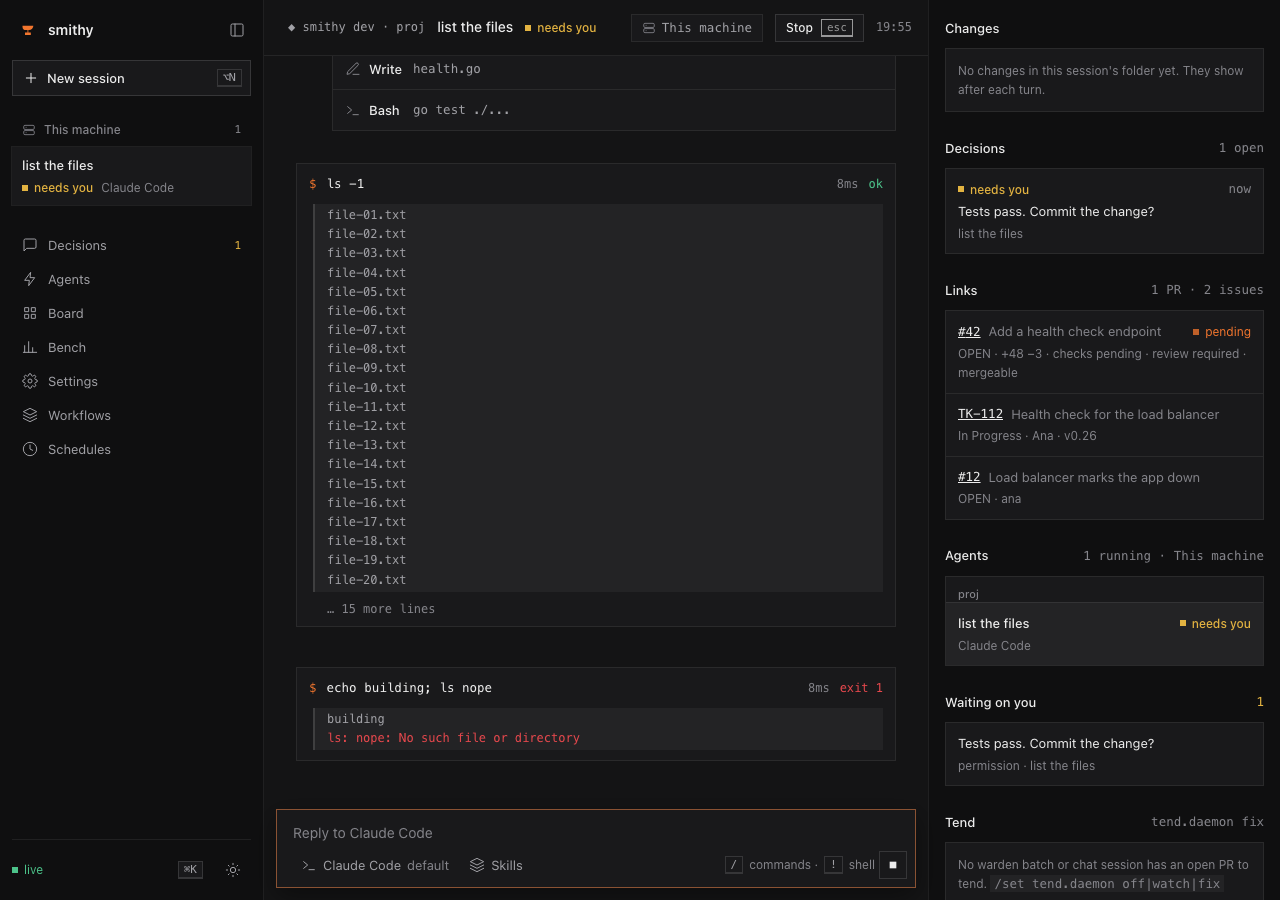 smithy
New session ⌥N
This machine 1
list the files
needs you Claude Code
Decisions 1
Agents
Board
Bench
Settings
Workflows
Schedules
live ⌘K
◆ smithy dev · proj list the files needs you This machine Stop esc 19:55
Write health.go
Bash go test ./...
$ ls -1 8ms ok
file-01.txt
file-02.txt
file-03.txt
file-04.txt
file-05.txt
file-06.txt
file-07.txt
file-08.txt
file-09.txt
file-10.txt
file-11.txt
file-12.txt
file-13.txt
file-14.txt
file-15.txt
file-16.txt
file-17.txt
file-18.txt
file-19.txt
file-20.txt
… 15 more lines
$ echo building; ls nope 8ms exit 1
building
ls: nope: No such file or directory
Reply to Claude Code
Claude Code default Skills / commands · ! shell
Changes
No changes in this session's folder yet. They show
after each turn.
Decisions 1 open
needs you now
Tests pass. Commit the change?
list the files
Links 1 PR · 2 issues
#42 Add a health check endpoint pending
OPEN · +48 −3 · checks pending · review required ·
mergeable
TK-112 Health check for the load balancer
In Progress · Ana · v0.26
#12 Load balancer marks the app down
OPEN · ana
Agents 1 running · This machine
proj
list the files needs you
Claude Code
Waiting on you 1
Tests pass. Commit the change?
permission · list the files
Tend tend.daemon fix
No warden batch or chat session has an open PR to
tend. /set tend.daemon off|watch|fix